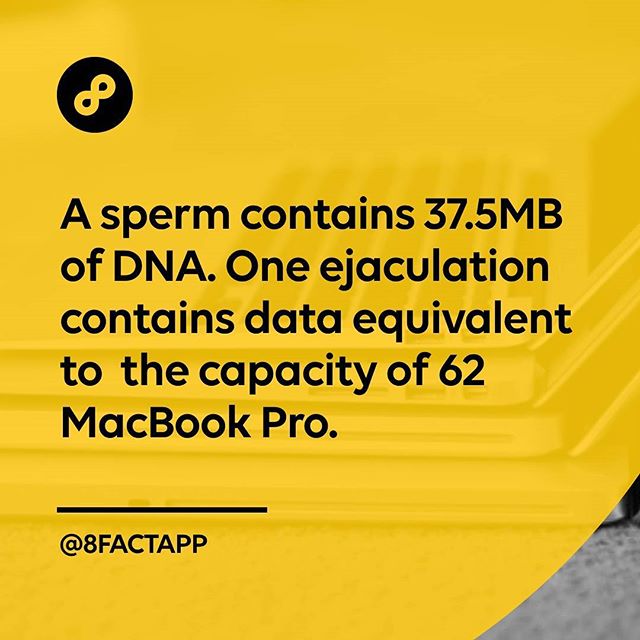 A sperm contains 37.5MB
of DNA. One ejaculation
contains data equivalent
to  the capacity of 62
MacBook Pro.
@8FACTAPP